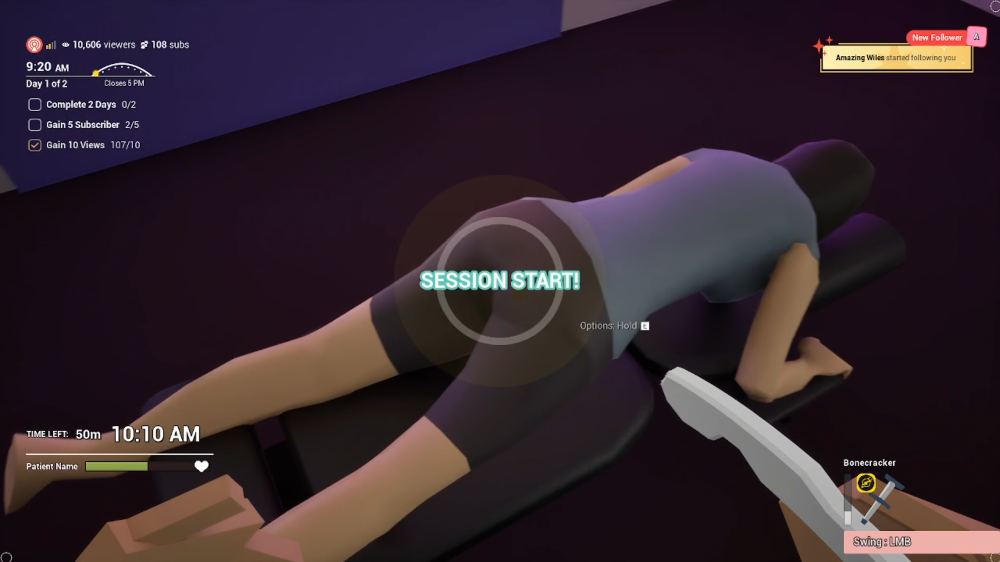 10,606 viewers 108 subs
9:20 AM
Day 1 of 2
Closes 5 PM
Complete 2 Days 0/2
Gain 5 Subscriber 2/5
Gain 10 Views 107/10
New Follower A
Amazing Wiles started following you
SESSION START!
Options: Hold E
TIME LEFT: 50m 10:10 AM
Patient Name
Bonecracker
Swing : LMB